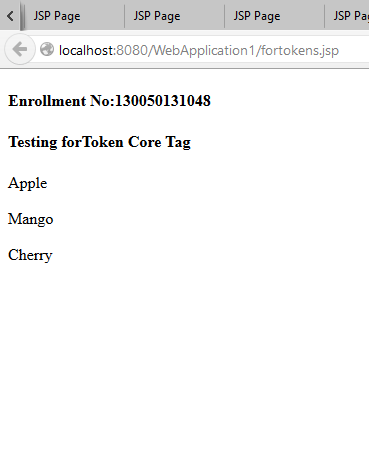 JSP Page JSP Page JSP Page JSP Pa
localhost:8080/WebApplication1/fortokens.jsp
Enrollment No:130050131048
Testing forToken Core Tag
Apple
Mango
Cherry